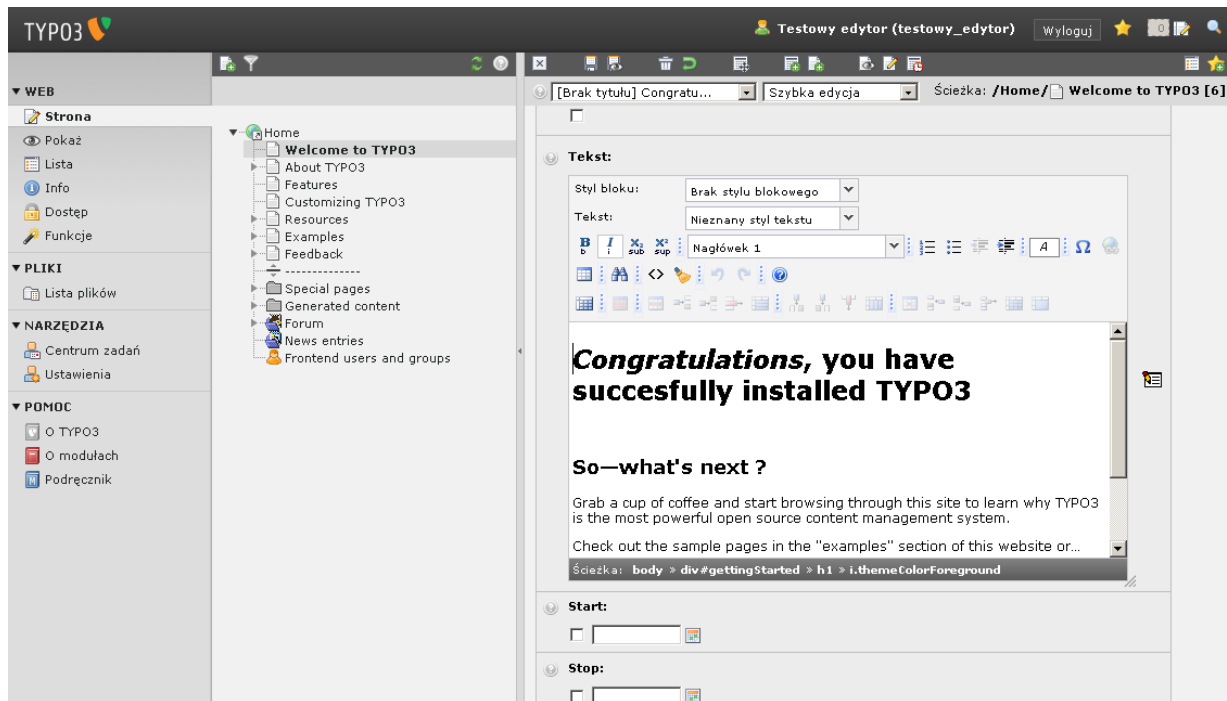 TYPO3
Testowy edytor (testowy_edytor)
Wyloguj
0
[Brak tytułu] Congratu...
Szybka edycja
Ścieżka: /Home/ Welcome to TYPO3 [6]
WEB
Strona
Pokaż
Lista
Info
Dostęp
Funkcje
PLIKI
Lista plików
NARZĘDZIA
Centrum zadań
Ustawienia
POMOC
O TYPO3
O modułach
Podręcznik
Home
Welcome to TYPO3
About TYPO3
Features
Customizing TYPO3
Resources
Examples
Feedback
--------------
Special pages
Generated content
Forum
News entries
Frontend users and groups
Tekst:
Styl bloku:
Brak stylu blokowego
Tekst:
Nieznany styl tekstu
B b I i X₂ sub X² sup
Nagłówek 1
A Ω
Congratulations, you have
succesfully installed TYPO3
So—what's next ?
Grab a cup of coffee and start browsing through this site to learn why TYPO3
is the most powerful open source content management system.
Check out the sample pages in the "examples" section of this website or...
Ścieżka: body » div#gettingStarted » h1 » i.themeColorForeground
Start:
Stop: